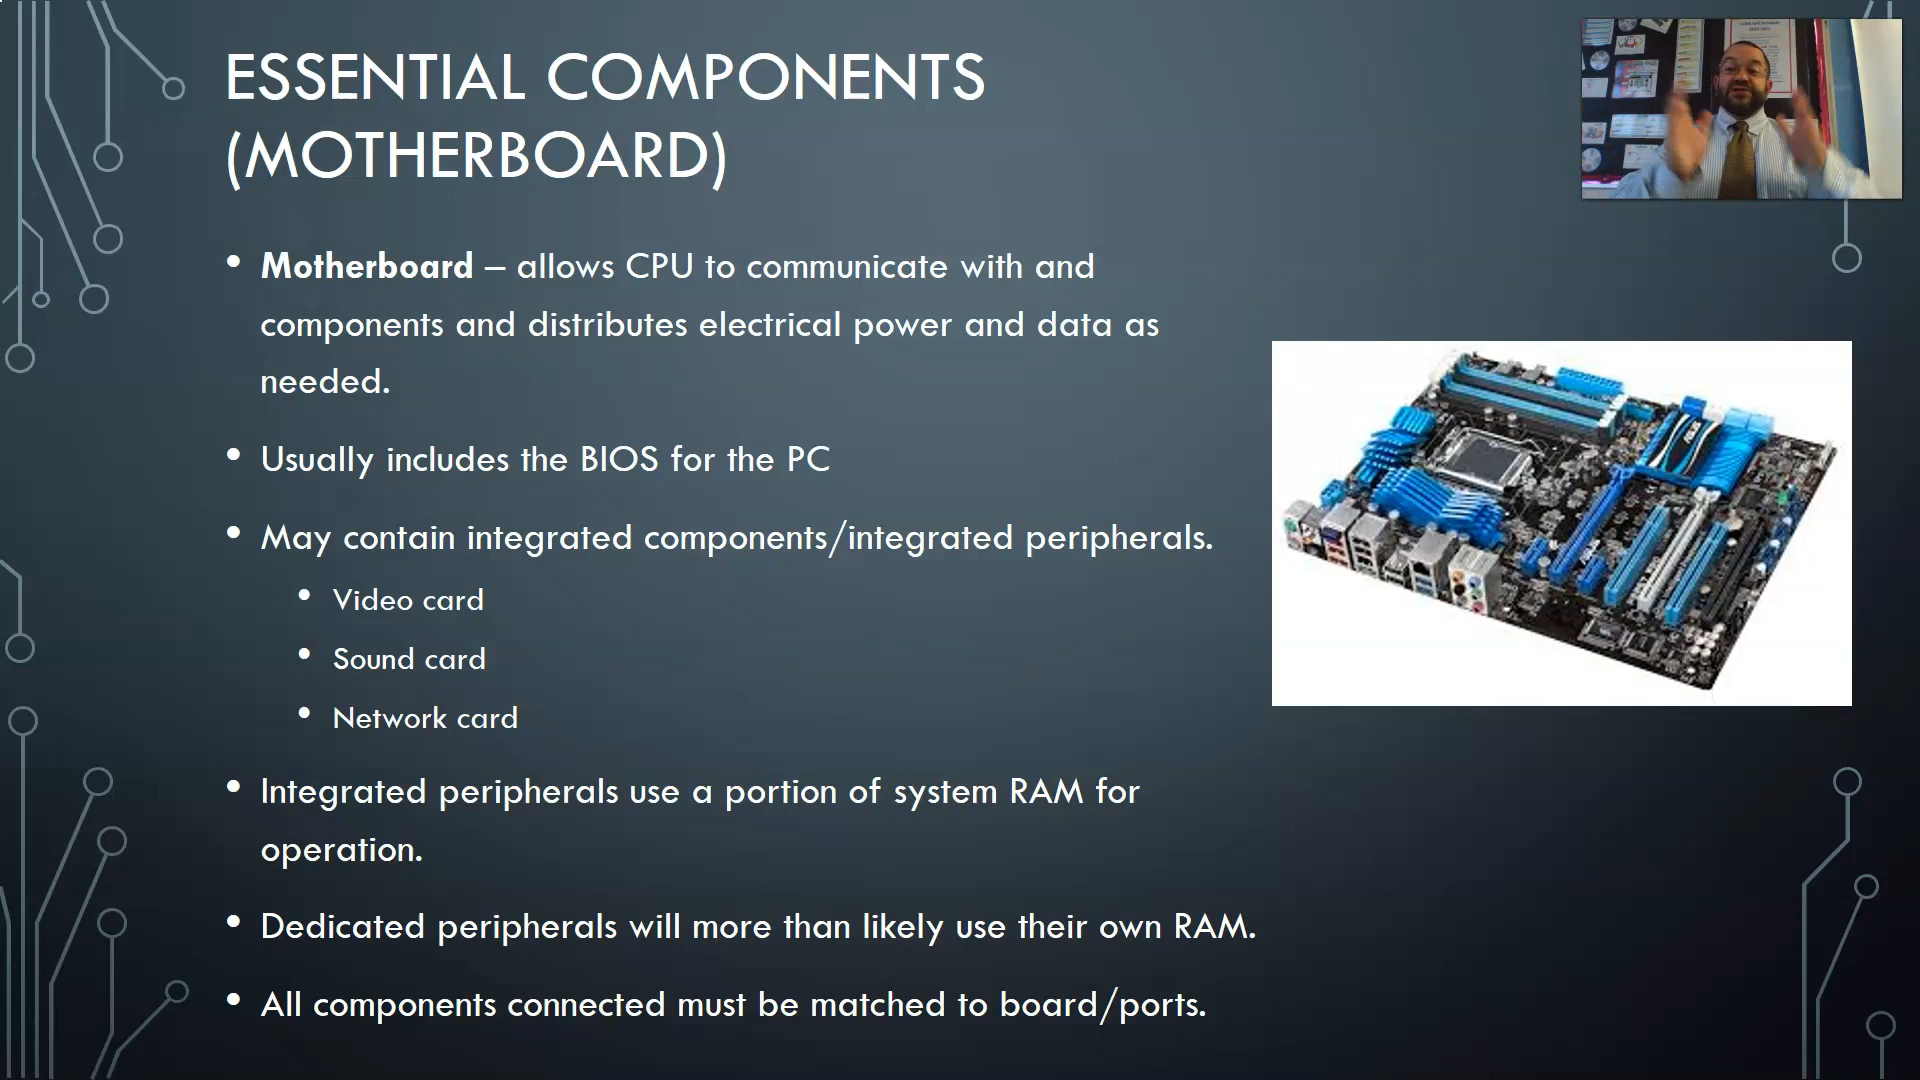 ESSENTIAL COMPONENTS
(MOTHERBOARD)
• Motherboard – allows CPU to communicate with and
components and distributes electrical power and data as
needed.
• Usually includes the BIOS for the PC
• May contain integrated components/integrated peripherals.
• Video card
• Sound card
• Network card
• Integrated peripherals use a portion of system RAM for
operation.
• Dedicated peripherals will more than likely use their own RAM.
• All components connected must be matched to board/ports.